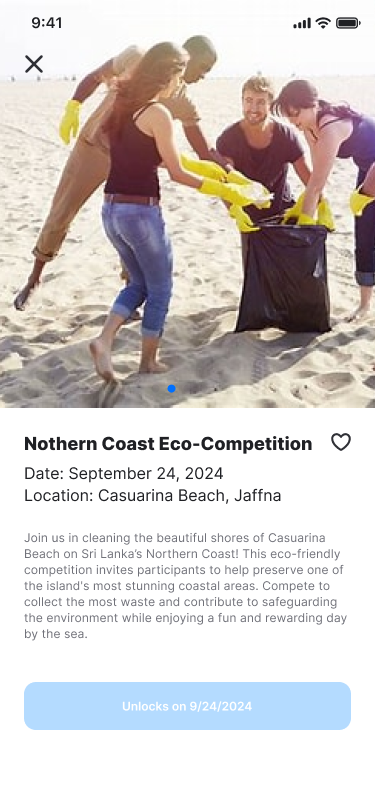 9:41
Nothern Coast Eco-Competition
Date: September 24, 2024
Location: Casuarina Beach, Jaffna
Join us in cleaning the beautiful shores of Casuarina
Beach on Sri Lanka's Northern Coast! This eco-friendly
competition invites participants to help preserve one of
the island's most stunning coastal areas. Compete to
collect the most waste and contribute to safeguarding
the environment while enjoying a fun and rewarding day
by the sea.
Unlocks on 9/24/2024